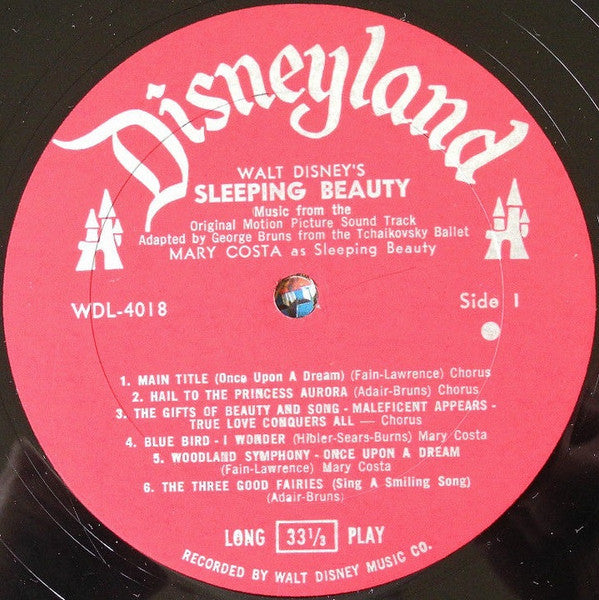 Disneyland
WALT DISNEY'S
SLEEPING BEAUTY
Music from the
Original Motion Picture Sound Track
Adapted by George Bruns from the Tchaikovsky Ballet
MARY COSTA as Sleeping Beauty
WDL-4018
Side 1
1. MAIN TITLE (Once Upon A Dream) (Fain-Lawrence) Chorus
2. HAIL TO THE PRINCESS AURORA (Adair-Bruns) Chorus
3. THE GIFTS OF BEAUTY AND SONG - MALEFICENT APPEARS -
TRUE LOVE CONQUERS ALL — Chorus
4. BLUE BIRD - I WONDER (Hibler-Sears-Burns) Mary Costa
5. WOODLAND SYMPHONY - ONCE UPON A DREAM
(Fain-Lawrence) Mary Costa
6. THE THREE GOOD FAIRIES (Sing A Smiling Song)
(Adair-Bruns)
LONG 33 1/3 PLAY
RECORDED BY WALT DISNEY MUSIC CO.